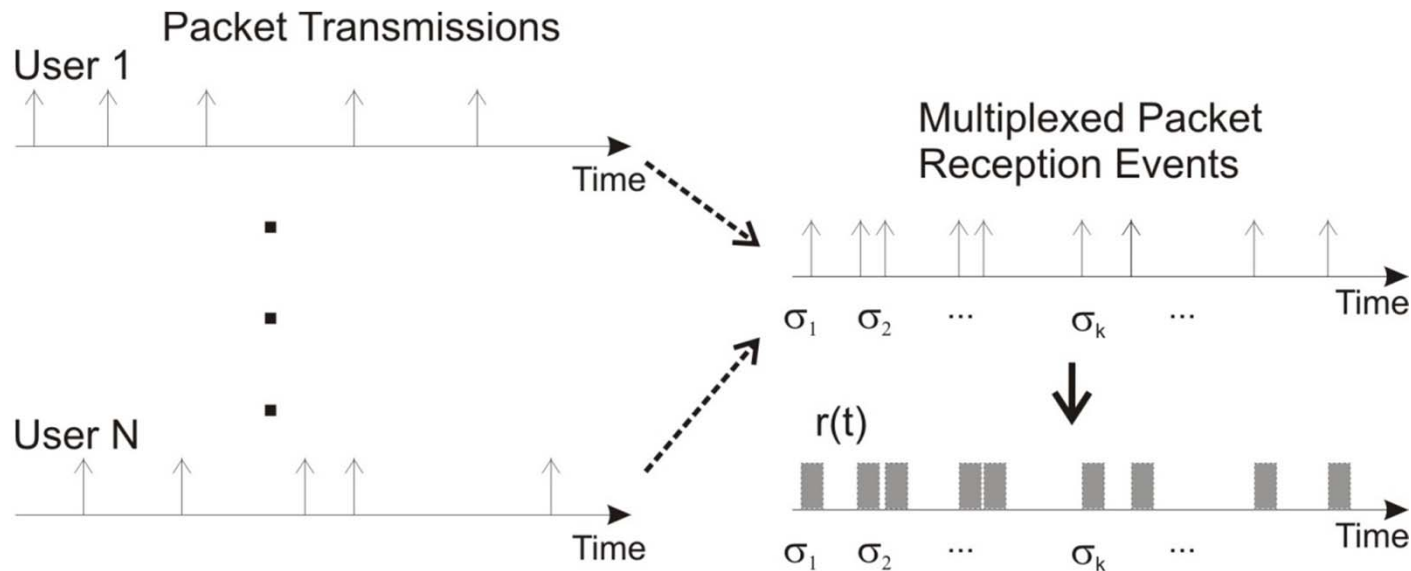 Packet Transmissions
User 1
Time
User N
Time
Multiplexed Packet
Reception Events
Time
σ₁ σ₂ ... σₖ ...
r(t)
Time
σ₁ σ₂ ... σₖ ...